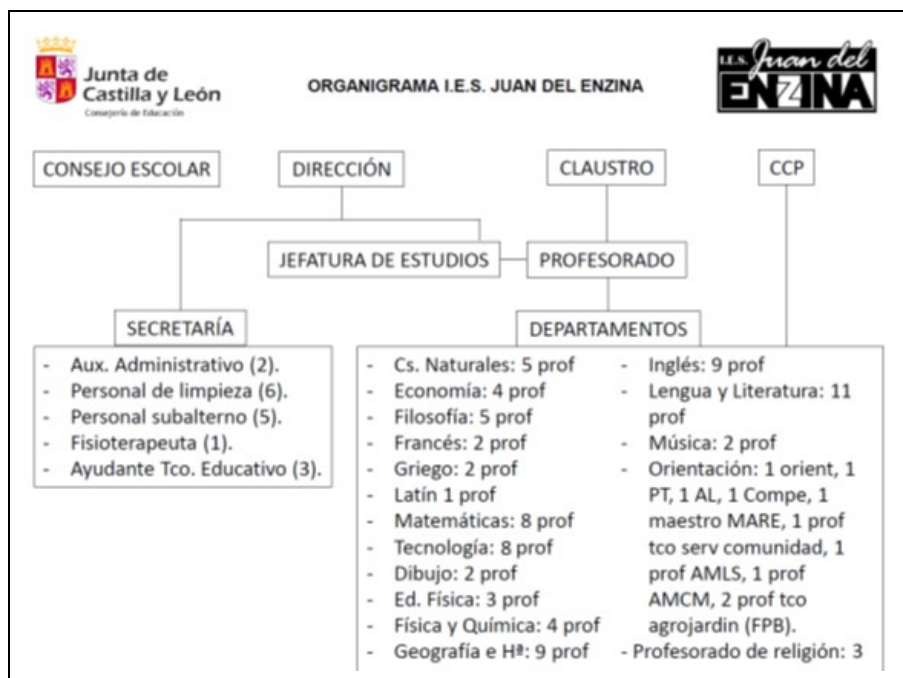 Junta de
Castilla y León
Consejería de Educación
ORGANIGRAMA I.E.S. JUAN DEL ENZINA
I.E.S. Juan del
ENZINA
CONSEJO ESCOLAR
DIRECCIÓN
CLAUSTRO
CCP
JEFATURA DE ESTUDIOS
PROFESORADO
SECRETARÍA
- Aux. Administrativo (2).
- Personal de limpieza (6).
- Personal subalterno (5).
- Fisioterapeuta (1).
- Ayudante Tco. Educativo (3).
DEPARTAMENTOS
- Cs. Naturales: 5 prof
- Economía: 4 prof
- Filosofía: 5 prof
- Francés: 2 prof
- Griego: 2 prof
- Latín 1 prof
- Matemáticas: 8 prof
- Tecnología: 8 prof
- Dibujo: 2 prof
- Ed. Física: 3 prof
- Física y Química: 4 prof
- Geografía e Hª: 9 prof
- Inglés: 9 prof
- Lengua y Literatura: 11
prof
- Música: 2 prof
- Orientación: 1 orient, 1
PT, 1 AL, 1 Compe, 1
maestro MARE, 1 prof
tco serv comunidad, 1
prof AMLS, 1 prof
AMCM, 2 prof tco
agrojardin (FPB).
- Profesorado de religión: 3